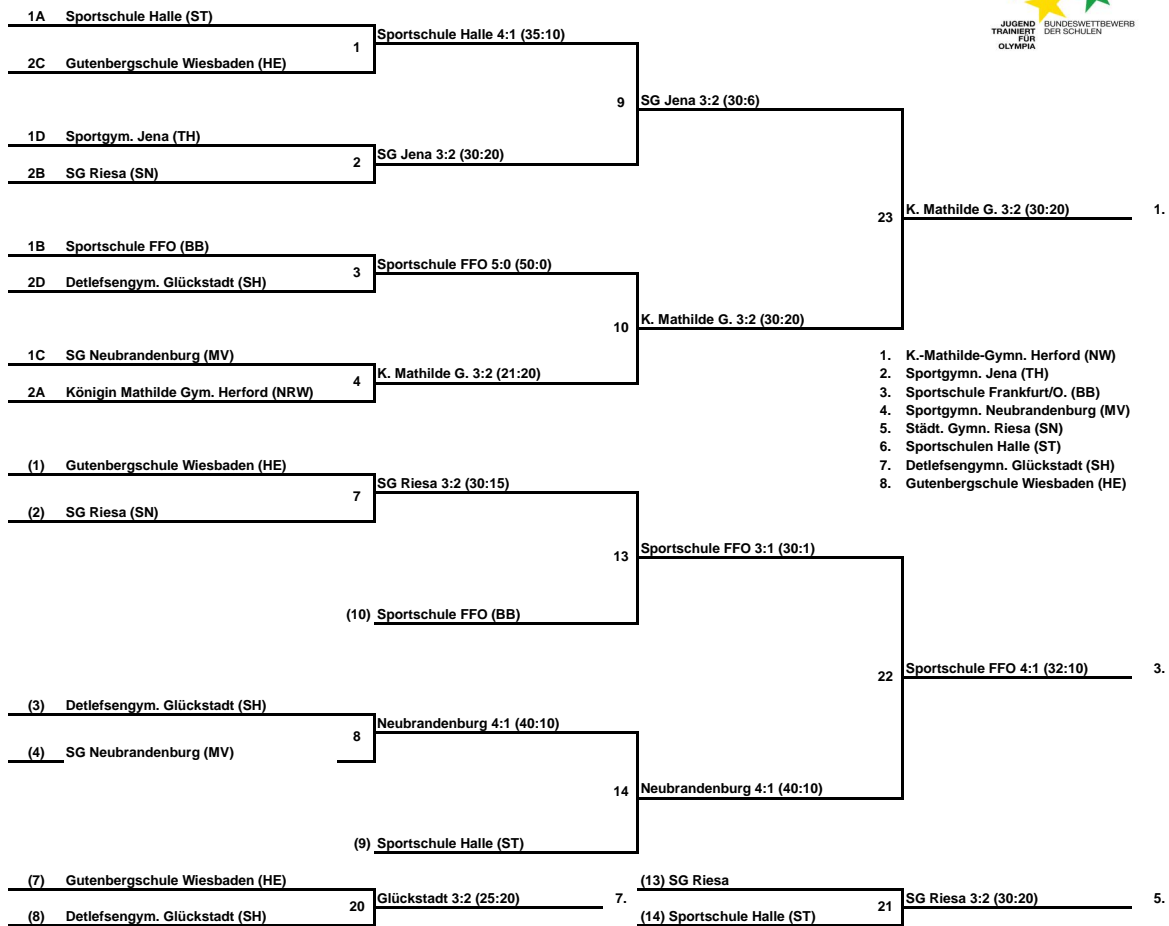 1A Sportschule Halle (ST)
1
Sportschule Halle 4:1 (35:10)
2C Gutenbergschule Wiesbaden (HE)
JUGEND TRAINIERT FÜR OLYMPIA
BUNDESWETTBEWERB DER SCHULEN
9
SG Jena 3:2 (30:6)
1D Sportgym. Jena (TH)
2
SG Jena 3:2 (30:20)
2B SG Riesa (SN)
23
K. Mathilde G. 3:2 (30:20)
1.
1B Sportschule FFO (BB)
3
Sportschule FFO 5:0 (50:0)
2D Detlefsengym. Glückstadt (SH)
10
K. Mathilde G. 3:2 (30:20)
1C SG Neubrandenburg (MV)
4
K. Mathilde G. 3:2 (21:20)
2A Königin Mathilde Gym. Herford (NRW)
1. K.-Mathilde-Gymn. Herford (NW)
2. Sportgymn. Jena (TH)
3. Sportschule Frankfurt/O. (BB)
4. Sportgymn. Neubrandenburg (MV)
5. Städt. Gymn. Riesa (SN)
6. Sportschulen Halle (ST)
7. Detlefsengymn. Glückstadt (SH)
8. Gutenbergschule Wiesbaden (HE)
(1) Gutenbergschule Wiesbaden (HE)
7
SG Riesa 3:2 (30:15)
(2) SG Riesa (SN)
13
Sportschule FFO 3:1 (30:1)
(10) Sportschule FFO (BB)
22
Sportschule FFO 4:1 (32:10)
3.
(3) Detlefsengym. Glückstadt (SH)
8
Neubrandenburg 4:1 (40:10)
(4) SG Neubrandenburg (MV)
14
Neubrandenburg 4:1 (40:10)
(9) Sportschule Halle (ST)
(7) Gutenbergschule Wiesbaden (HE)
20
Glückstadt 3:2 (25:20)
7.
(8) Detlefsengym. Glückstadt (SH)
(13) SG Riesa
21
SG Riesa 3:2 (30:20)
5.
(14) Sportschule Halle (ST)